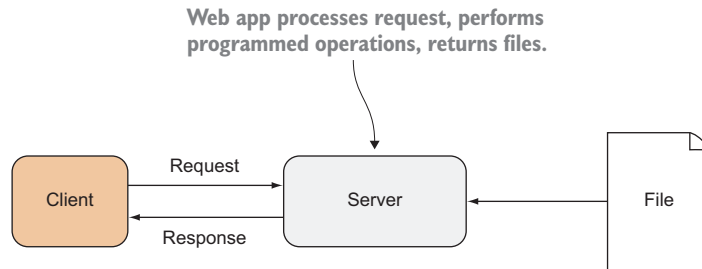 Web app processes request, performs
programmed operations, returns files.
Request
Client
Server
File
Response